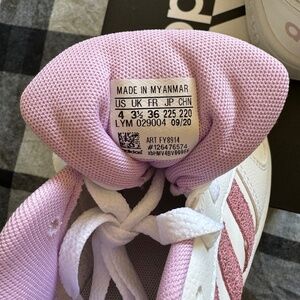 MADE IN MYANMAR
US UK FR JP CHN
4 3½ 36 225 220
LYM 029004 09/20
ART FY8914
#126476574
adidas